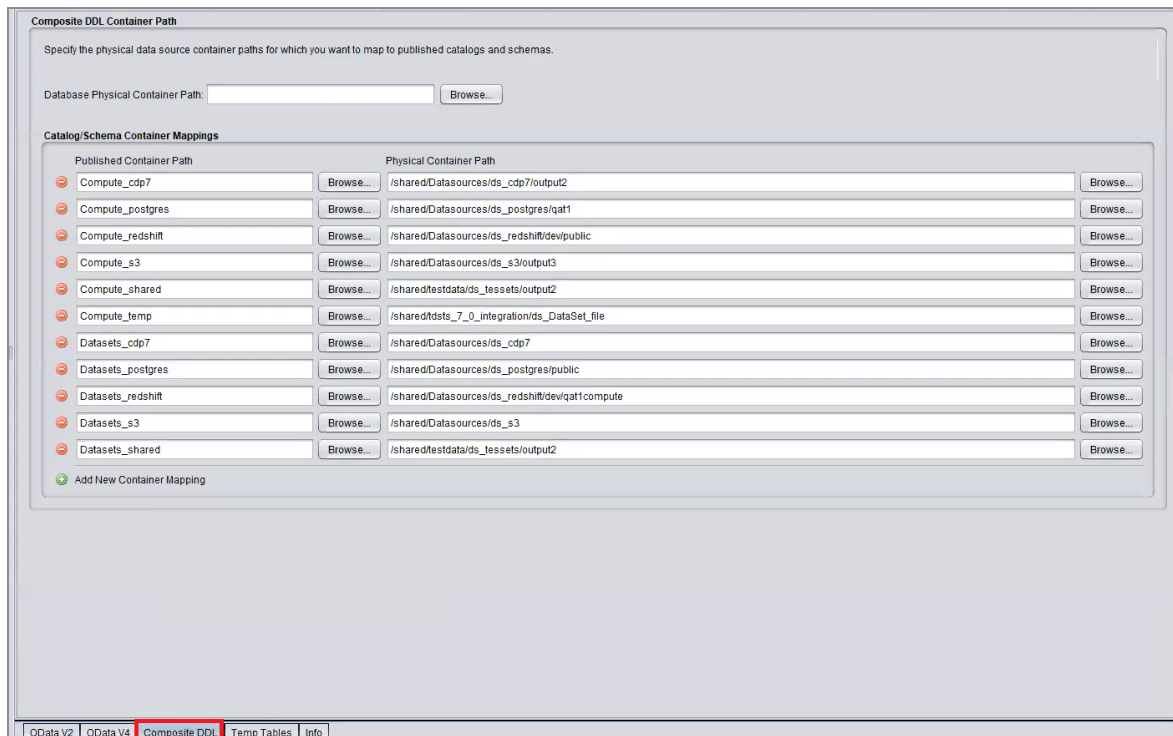 Composite DDL Container Path
Specify the physical data source container paths for which you want to map to published catalogs and schemas.
Database Physical Container Path: Browse...
Catalog/Schema Container Mappings
Published Container Path Physical Container Path
Compute_cdp7 Browse... /shared/Datasources/ds_cdp7/output2 Browse...
Compute_postgres Browse... /shared/Datasources/ds_postgres/qat1 Browse...
Compute_redshift Browse... /shared/Datasources/ds_redshift/dev/public Browse...
Compute_s3 Browse... /shared/Datasources/ds_s3/output3 Browse...
Compute_shared Browse... /shared/testdata/ds_tessets/output2 Browse...
Compute_temp Browse... /shared/tdsts_7_0_integration/ds_DataSet_file Browse...
Datasets_cdp7 Browse... /shared/Datasources/ds_cdp7 Browse...
Datasets_postgres Browse... /shared/Datasources/ds_postgres/public Browse...
Datasets_redshift Browse... /shared/Datasources/ds_redshift/dev/qat1compute Browse...
Datasets_s3 Browse... /shared/Datasources/ds_s3 Browse...
Datasets_shared Browse... /shared/testdata/ds_tessets/output2 Browse...
Add New Container Mapping
OData V2 OData V4 Composite DDL Temp Tables Info